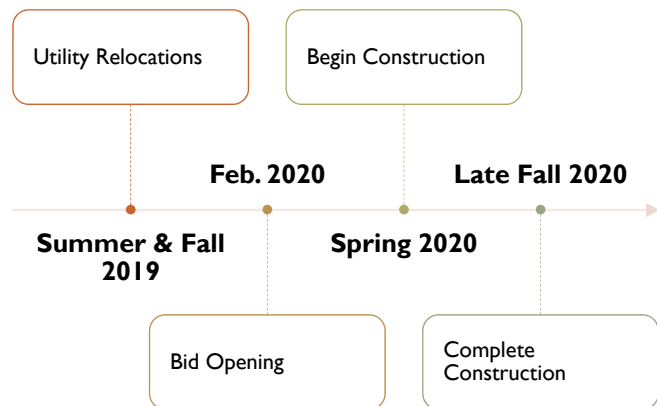 Utility Relocations
Begin Construction
Feb. 2020
Late Fall 2020
Summer & Fall
2019
Spring 2020
Bid Opening
Complete
Construction